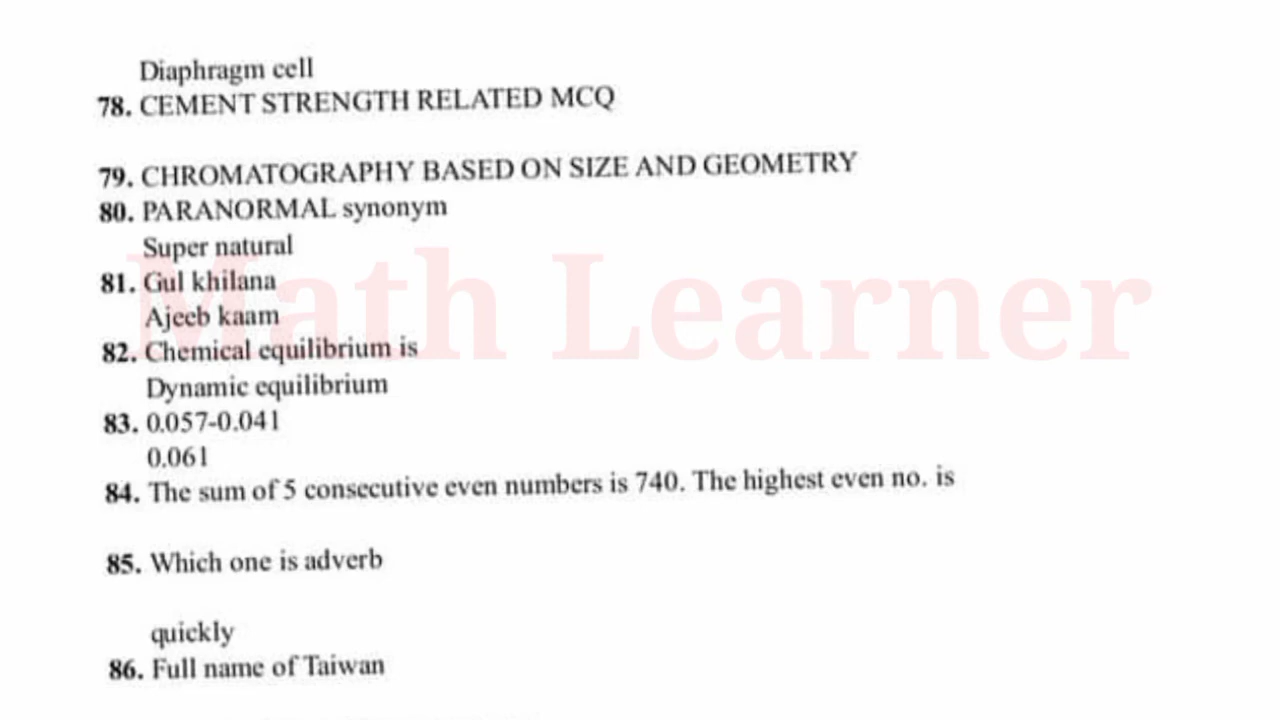 Diaphragm cell
78. CEMENT STRENGTH RELATED MCQ
79. CHROMATOGRAPHY BASED ON SIZE AND GEOMETRY
80. PARANORMAL synonym
Super natural
81. Gul khilana
Ajeeb kaam
82. Chemical equilibrium is
Dynamic equilibrium
83. 0.057-0.041
0.061
84. The sum of 5 consecutive even numbers is 740. The highest even no. is
85. Which one is adverb
quickly
86. Full name of Taiwan
Math Learner